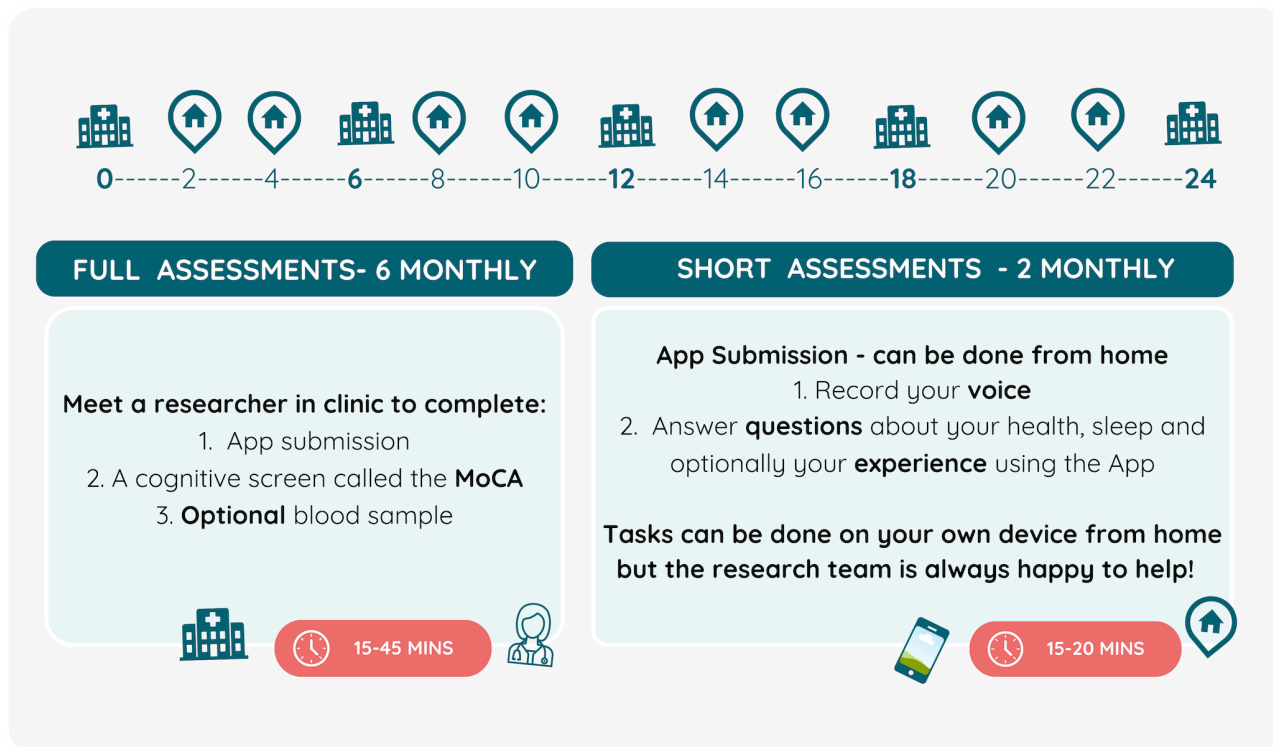 0------2------4------6------8------10------12------14------16------18------20------22------24
FULL ASSESSMENTS- 6 MONTHLY
Meet a researcher in clinic to complete:
1. App submission
2. A cognitive screen called the MoCA
3. Optional blood sample
15-45 MINS
SHORT ASSESSMENTS - 2 MONTHLY
App Submission - can be done from home
1. Record your voice
2. Answer questions about your health, sleep and
optionally your experience using the App
Tasks can be done on your own device from home
but the research team is always happy to help!
15-20 MINS